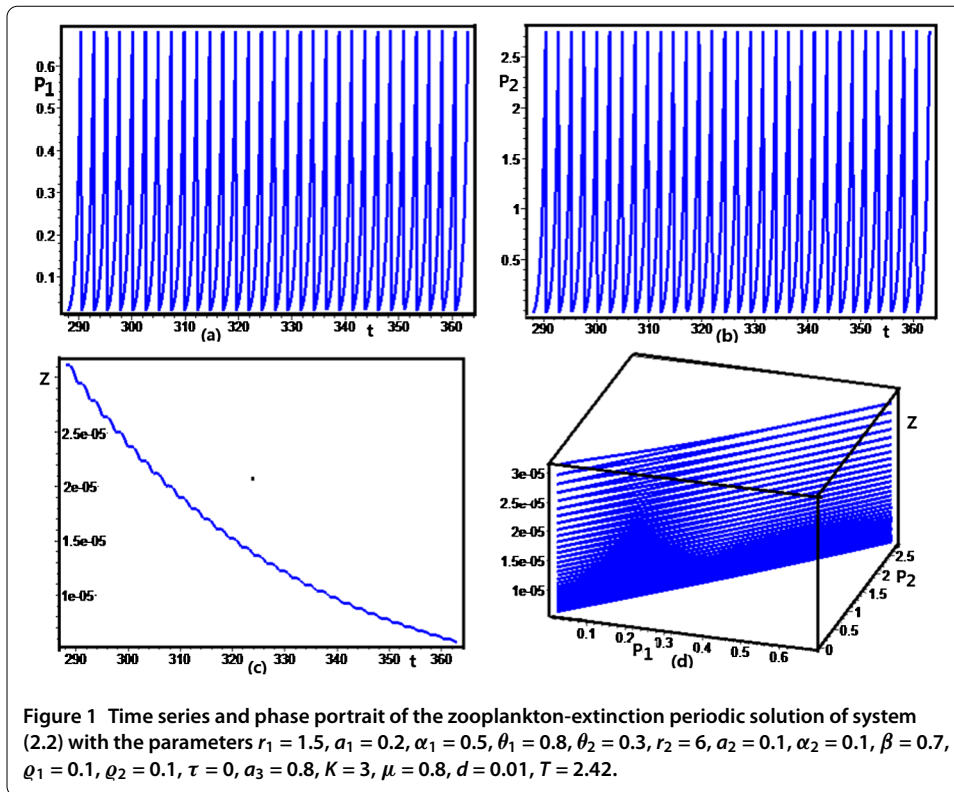 0.6
P1
0.5
0.4
0.3
0.2
0.1
290 300 310 320 330 340 350 360
(a) t
2.5
P2
2
1.5
1
0.5
290 300 310 320 330 340 350 360
(b) t
Z
2.5e-05
2e-05
1.5e-05
1e-05
290 300 310 320 330 340 350 360
(c) t
Z
3e-05
2.5e-05
2e-05
1.5e-05
1e-05
2.5
2
P2
1.5
1
0.5
0
0.1 0.2 0.3 0.4 0.5 0.6
P1 (d)
Figure 1 Time series and phase portrait of the zooplankton-extinction periodic solution of system
(2.2) with the parameters r1 = 1.5, a1 = 0.2, α1 = 0.5, θ1 = 0.8, θ2 = 0.3, r2 = 6, a2 = 0.1, α2 = 0.1, β = 0.7,
ϱ1 = 0.1, ϱ2 = 0.1, τ = 0, a3 = 0.8, K = 3, μ = 0.8, d = 0.01, T = 2.42.